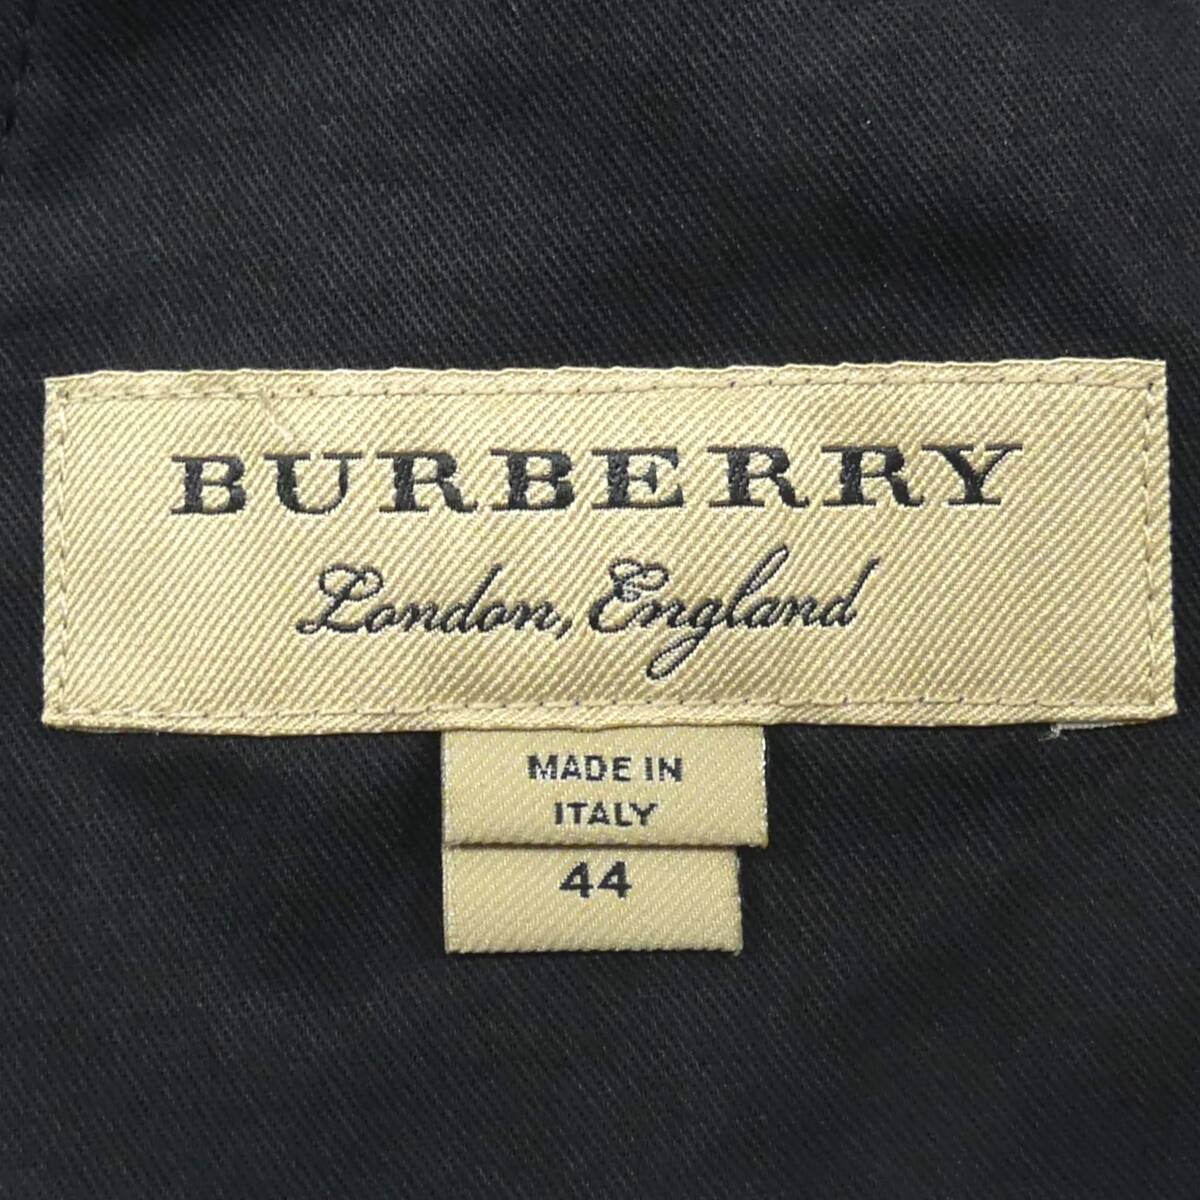 BURBERRY
London, England
MADE IN
ITALY
44